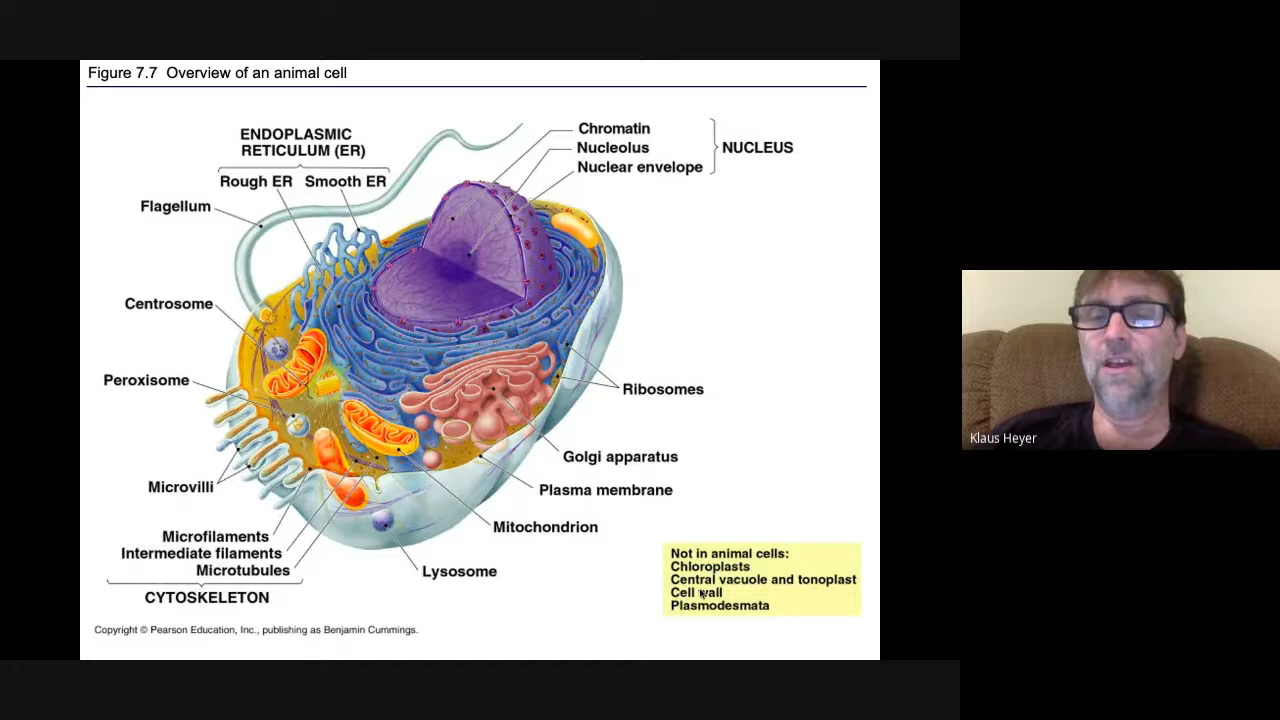 Figure 7.7  Overview of an animal cell
ENDOPLASMIC
RETICULUM (ER)
Rough ER
Smooth ER
Flagellum
Centrosome
Peroxisome
Microvilli
Microfilaments
Intermediate filaments
Microtubules
CYTOSKELETON
Chromatin
Nucleolus
Nuclear envelope
NUCLEUS
Ribosomes
Golgi apparatus
Plasma membrane
Mitochondrion
Lysosome
Not in animal cells:
Chloroplasts
Central vacuole and tonoplast
Cell wall
Plasmodesmata
Copyright © Pearson Education, Inc., publishing as Benjamin Cummings.
Klaus Heyer